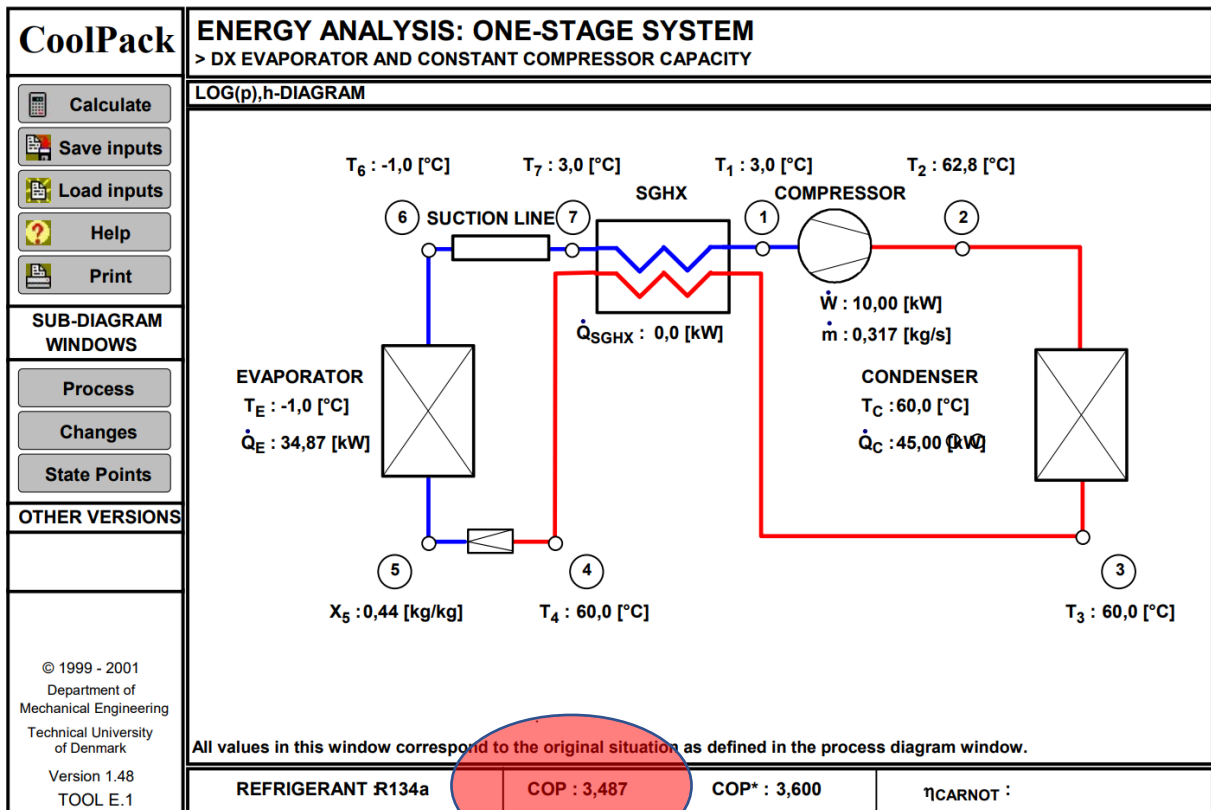 CoolPack
ENERGY ANALYSIS: ONE-STAGE SYSTEM
> DX EVAPORATOR AND CONSTANT COMPRESSOR CAPACITY
LOG(p),h-DIAGRAM
Calculate
Save inputs
Load inputs
Help
Print
SUB-DIAGRAM
WINDOWS
Process
Changes
State Points
OTHER VERSIONS
© 1999 - 2001
Department of
Mechanical Engineering
Technical University
of Denmark
Version 1.48
TOOL E.1
T6 : -1,0 [°C]
T7 : 3,0 [°C]
T1 : 3,0 [°C]
T2 : 62,8 [°C]
SGHX
COMPRESSOR
6
SUCTION LINE
7
1
2
Q̇SGHX : 0,0 [kW]
Ẇ : 10,00 [kW]
ṁ : 0,317 [kg/s]
EVAPORATOR
TE : -1,0 [°C]
Q̇E : 34,87 [kW]
CONDENSER
TC : 60,0 [°C]
Q̇C : 45,00 [kW]
5
4
3
X5 : 0,44 [kg/kg]
T4 : 60,0 [°C]
T3 : 60,0 [°C]
All values in this window correspond to the original situation as defined in the process diagram window.
REFRIGERANT : R134a
COP : 3,487
COP* : 3,600
ηCARNOT :